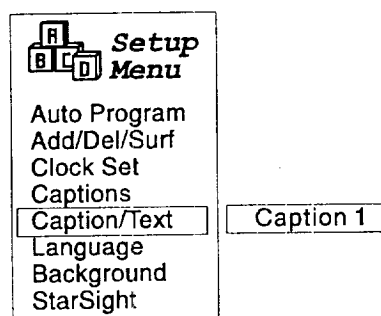 A
B C D
Setup
Menu
Auto Program
Add/Del/Surf
Clock Set
Captions
Caption/Text
Caption 1
Language
Background
StarSight